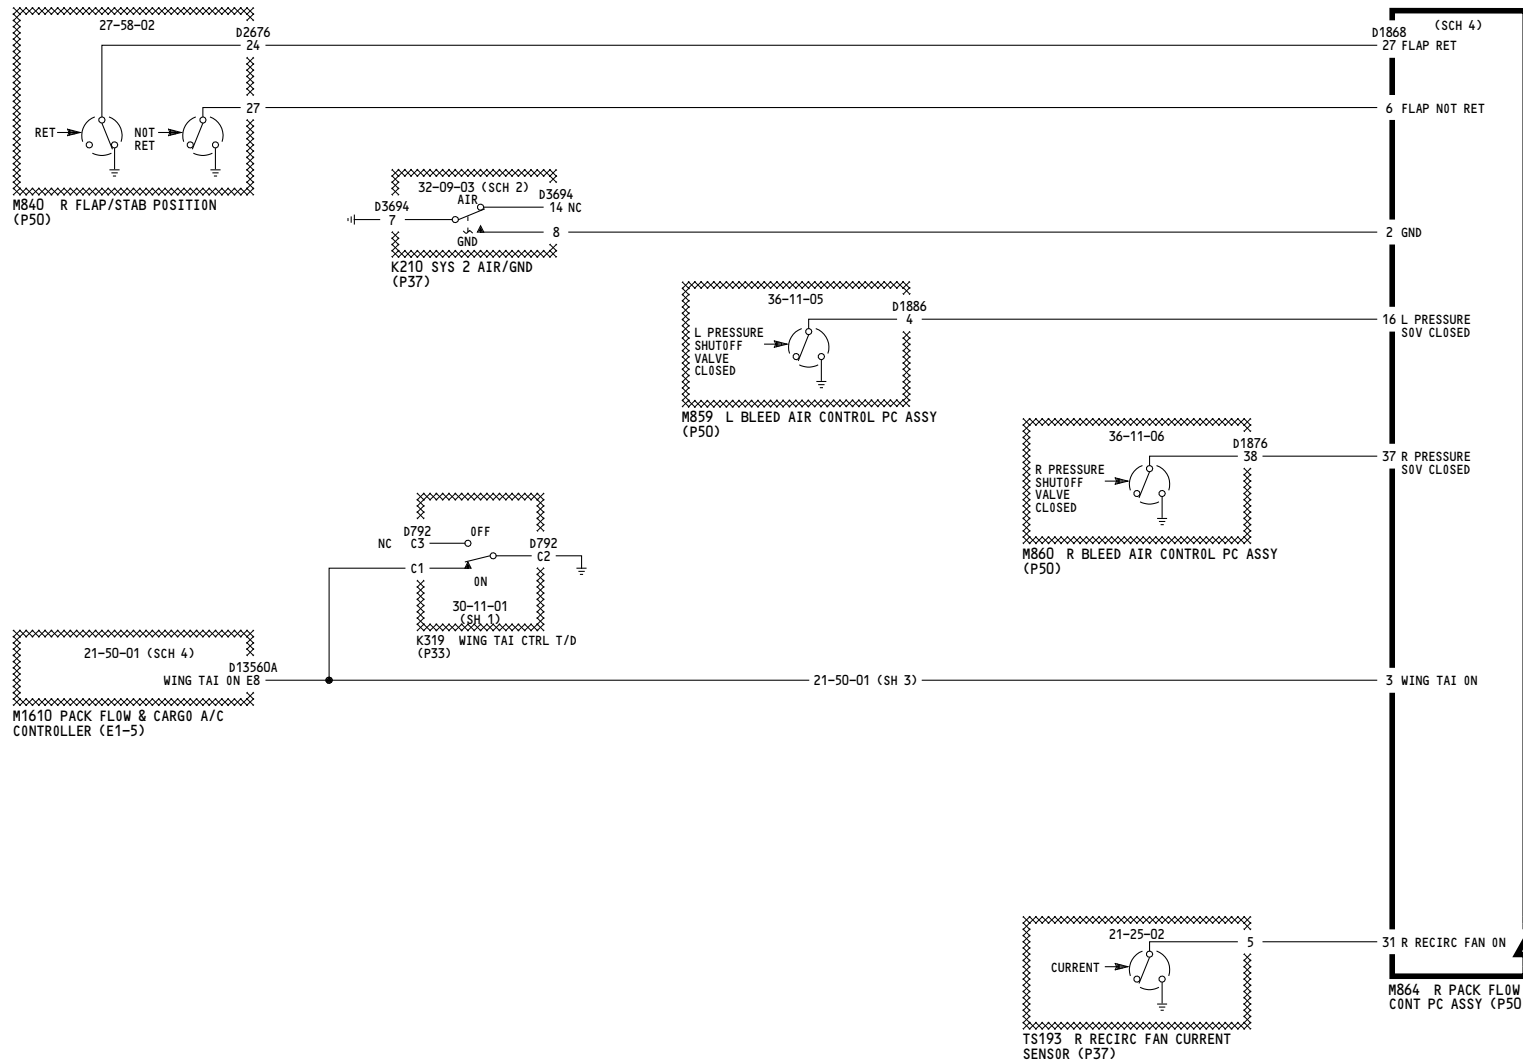 27-58-02
D2676
24
27
RET
NOT
RET
M840 R FLAP/STAB POSITION
(P50)
32-09-03 (SCH 2)
AIR
D3694
D3694
14 NC
7
8
GND
K210 SYS 2 AIR/GND
(P37)
36-11-05
D1886
4
L PRESSURE
SHUTOFF
VALVE
CLOSED
M859 L BLEED AIR CONTROL PC ASSY
(P50)
36-11-06
D1876
38
R PRESSURE
SHUTOFF
VALVE
CLOSED
M860 R BLEED AIR CONTROL PC ASSY
(P50)
D792
OFF
NC C3
D792
C2
C1
ON
30-11-01
(SH 1)
K319 WING TAI CTRL T/D
(P33)
21-50-01 (SCH 4)
D13560A
WING TAI ON E8
M1610 PACK FLOW & CARGO A/C
CONTROLLER (E1-5)
21-50-01 (SH 3)
21-25-02
5
CURRENT
TS193 R RECIRC FAN CURRENT
SENSOR (P37)
(SCH 4)
D1868
27 FLAP RET
6 FLAP NOT RET
2 GND
16 L PRESSURE
SOV CLOSED
37 R PRESSURE
SOV CLOSED
3 WING TAI ON
31 R RECIRC FAN ON
M864 R PACK FLOW
CONT PC ASSY (P50